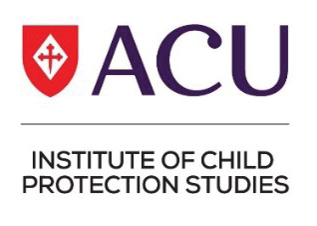 ACU
INSTITUTE OF CHILD
PROTECTION STUDIES